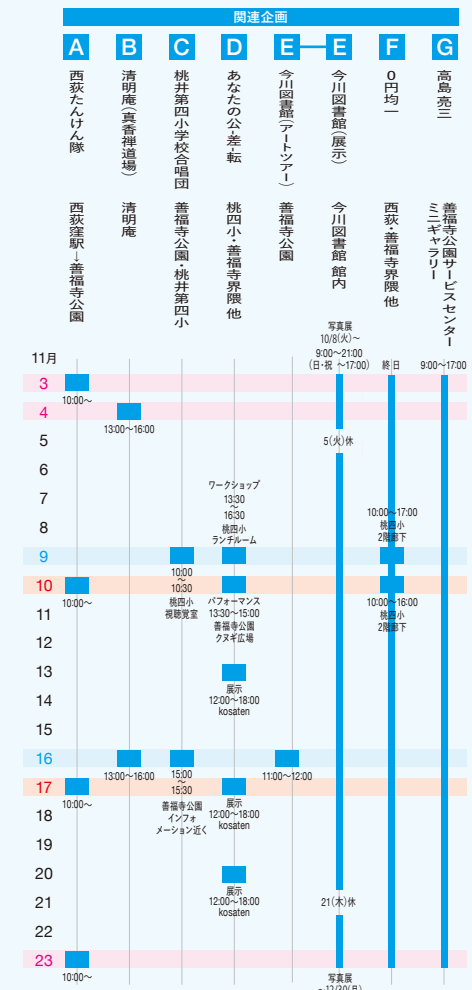 関連企画
A
B
C
D
E
E
F
G
西荻たんけん隊
西荻窪駅→善福寺公園
清明庵(真香禅道場)
清明庵
桃井第四小学校合唱団
善福寺公園・桃井第四小
あなたの公-差-転
桃四小・善福寺界隈 他
今川図書館(アートツアー)
善福寺公園
今川図書館(展示)
今川図書館 館内
0円均一
西荻・善福寺界隈他
高島亮三
善福寺公園サービスセンター
ミニギャラリー
写真展
10/8(火)~
9:00~21:00
(日・祝 ~17:00)
終日
9:00~17:00
11月
3
10:00~
4
13:00~16:00
5
5(火)休
6
7
ワークショップ
13:30
~
16:30
桃四小
ランチルーム
8
10:00~17:00
桃四小
2階廊下
9
10:00
~
10:30
桃四小
視聴覚室
10
10:00~
パフォーマンス
13:30~15:00
善福寺公園
クヌギ広場
10:00~16:00
桃四小
2階廊下
11
12
13
展示
12:00~18:00
kosaten
14
15
16
13:00~16:00
15:00
~
15:30
善福寺公園
インフォ
メーション近く
11:00~12:00
17
10:00~
展示
12:00~18:00
kosaten
18
19
20
展示
12:00~18:00
kosaten
21
21(木)休
22
23
10:00~
写真展
~12/30(月)